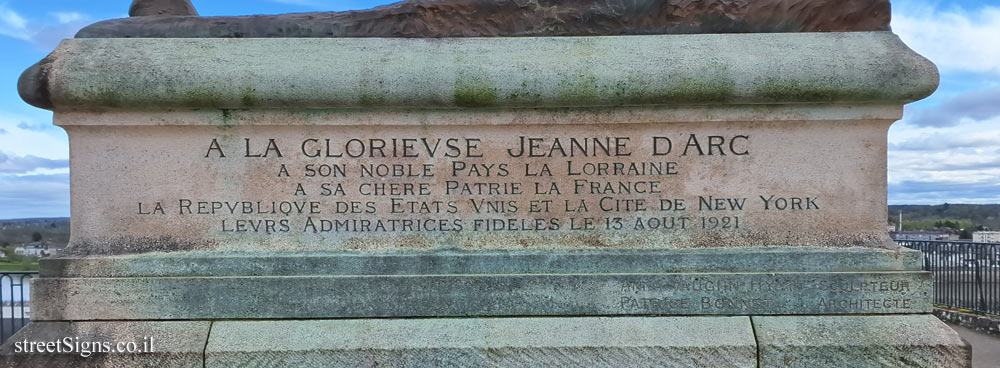 A LA GLORIEVSE JEANNE D'ARC
A SON NOBLE PAYS LA LORRAINE
A SA CHERE PATRIE LA FRANCE
LA REPVBLIQVE DES ETATS VNIS ET LA CITE DE NEW YORK
LEVRS ADMIRATRICES FIDELES LE 13 AOUT 1921
HYATT SCULPTEUR
ARCHITECTE
streetSigns.co.il